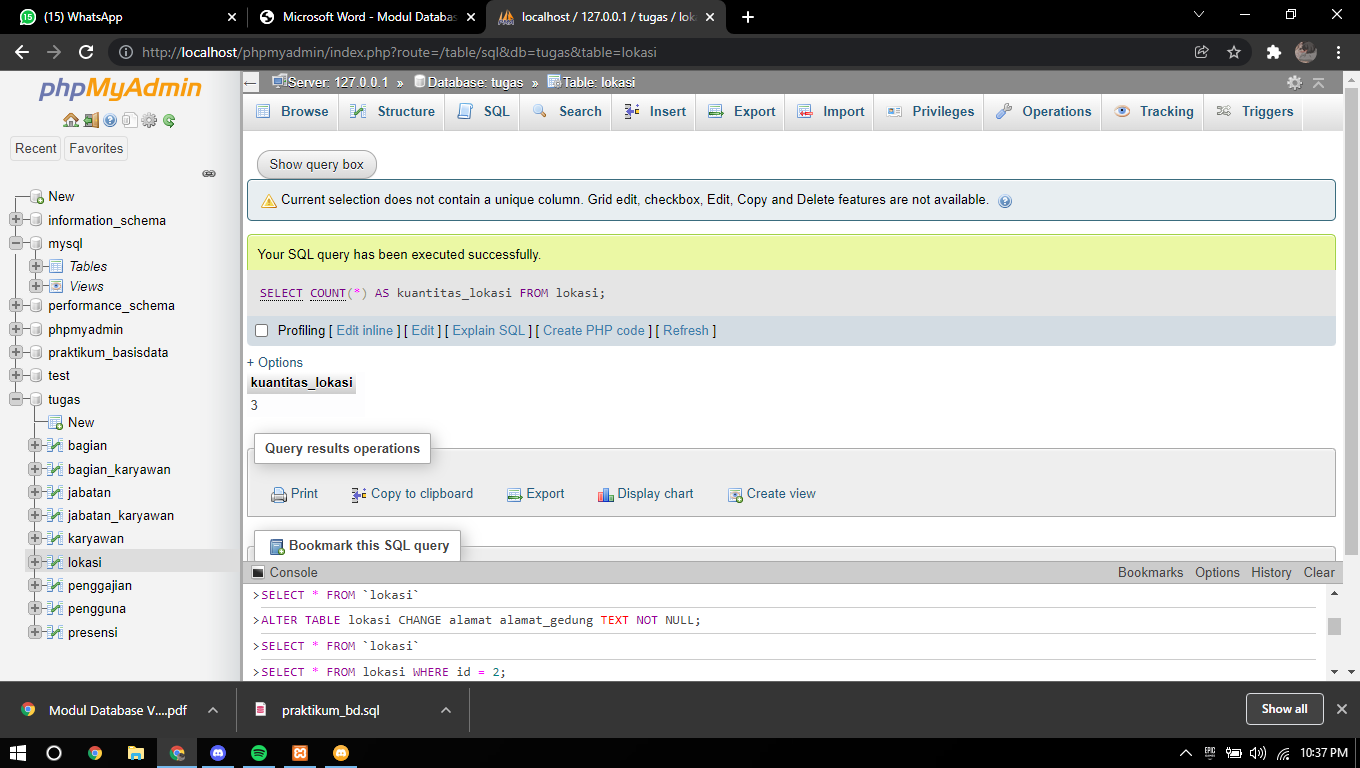 (15) WhatsApp
Microsoft Word - Modul Databas
localhost / 127.0.0.1 / tugas / lok
http://localhost/phpmyadmin/index.php?route=/table/sql&db=tugas&table=lokasi
phpMyAdmin
Recent Favorites
New
information_schema
mysql
Tables
Views
performance_schema
phpmyadmin
praktikum_basisdata
test
tugas
New
bagian
bagian_karyawan
jabatan
jabatan_karyawan
karyawan
lokasi
penggajian
pengguna
presensi
Server: 127.0.0.1 » Database: tugas » Table: lokasi
Browse Structure SQL Search Insert Export Import Privileges Operations Tracking Triggers
Show query box
Current selection does not contain a unique column. Grid edit, checkbox, Edit, Copy and Delete features are not available.
Your SQL query has been executed successfully.
SELECT COUNT(*) AS kuantitas_lokasi FROM lokasi;
Profiling [ Edit inline ] [ Edit ] [ Explain SQL ] [ Create PHP code ] [ Refresh ]
+ Options
kuantitas_lokasi
3
Query results operations
Print Copy to clipboard Export Display chart Create view
Bookmark this SQL query
Console Bookmarks Options History Clear
>SELECT * FROM `lokasi`
>ALTER TABLE lokasi CHANGE alamat alamat_gedung TEXT NOT NULL;
>SELECT * FROM `lokasi`
>SELECT * FROM lokasi WHERE id = 2;
Modul Database V....pdf
praktikum_bd.sql
Show all
10:37 PM